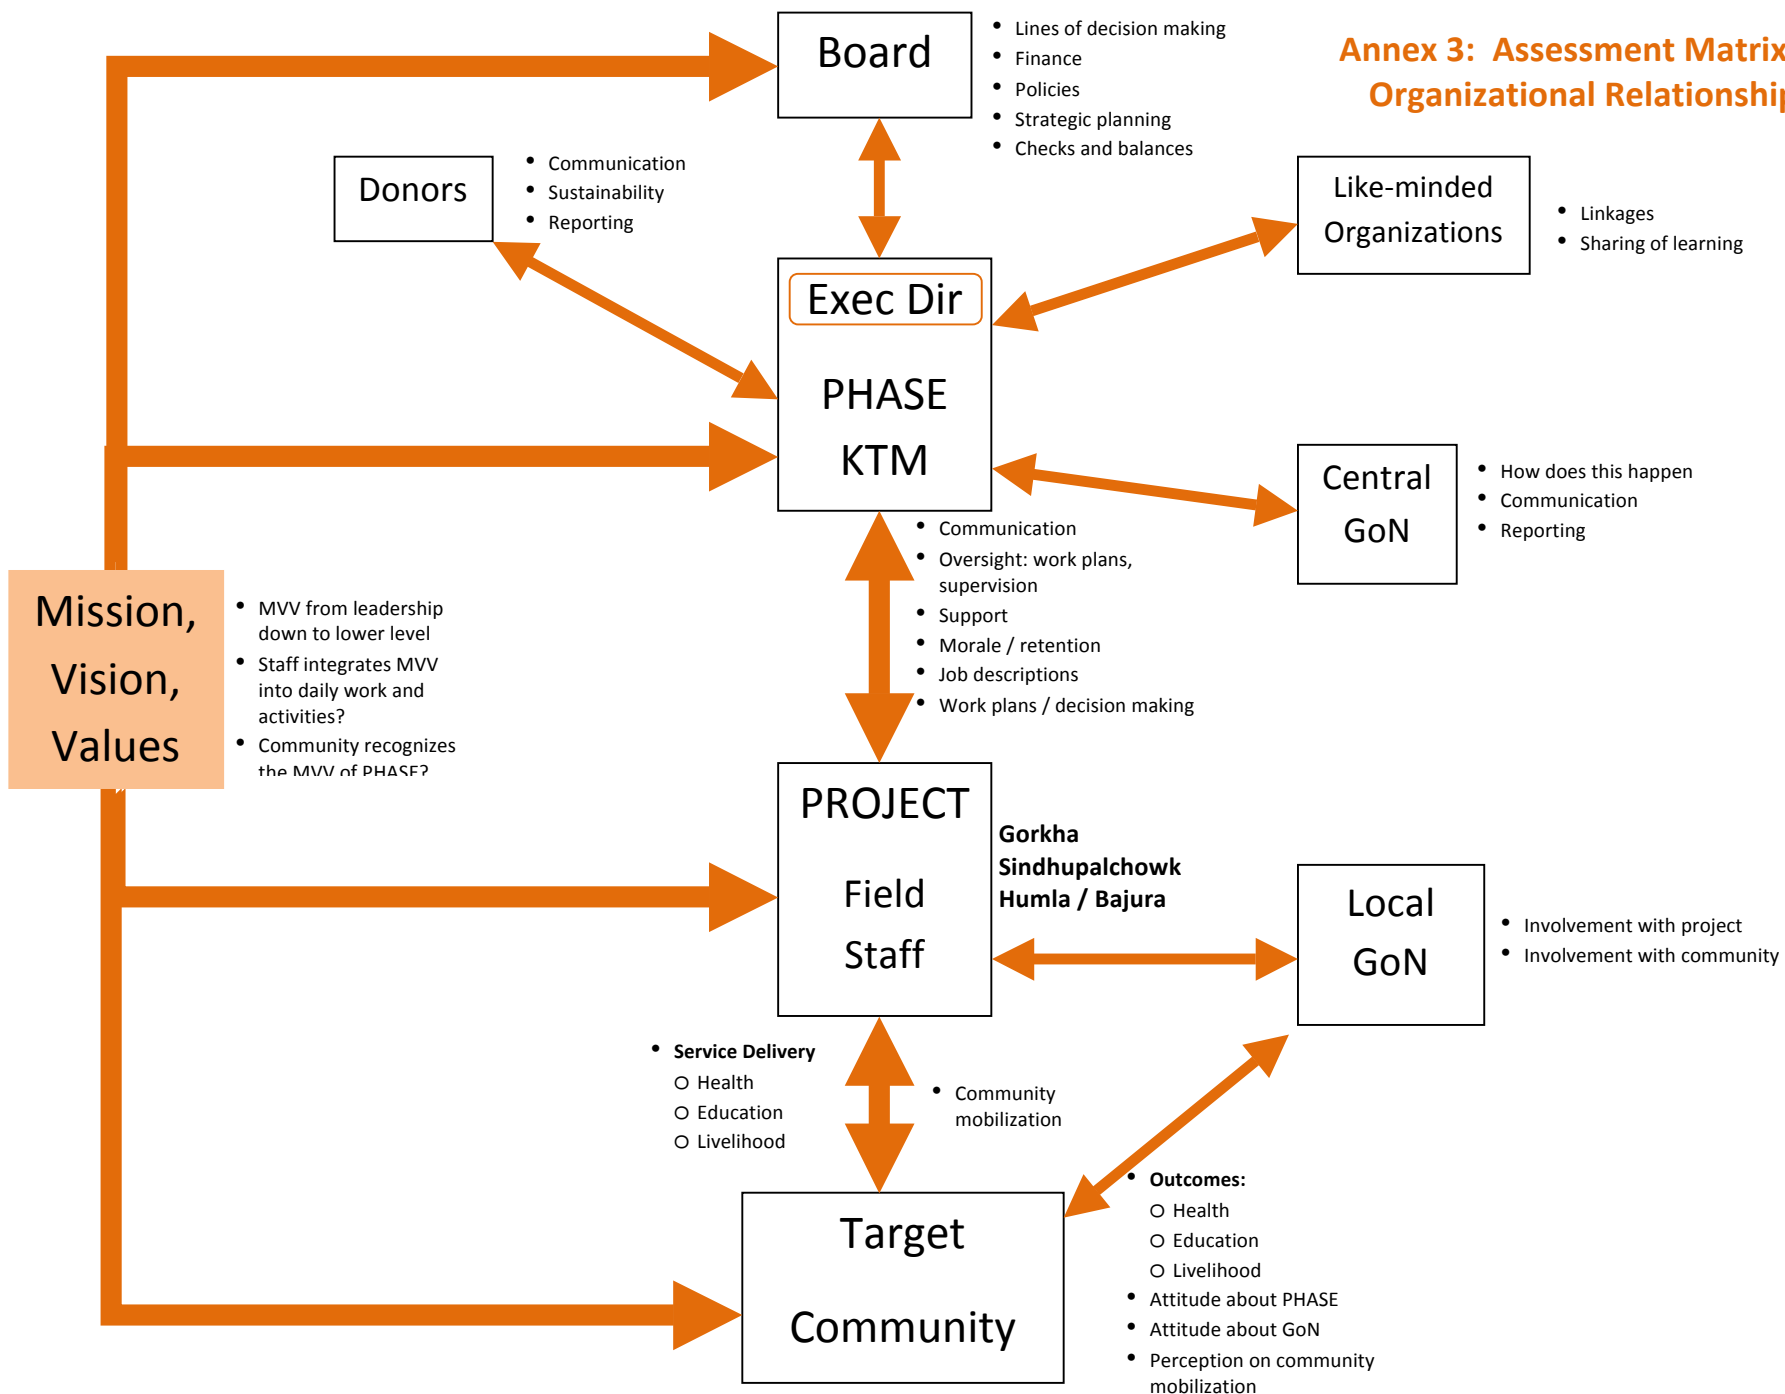 Annex 3: Assessment Matrix
Organizational Relationship
Board
• Lines of decision making
• Finance
• Policies
• Strategic planning
• Checks and balances
Donors
• Communication
• Sustainability
• Reporting
Like-minded
Organizations
• Linkages
• Sharing of learning
Exec Dir
PHASE
KTM
Central
GoN
• How does this happen
• Communication
• Reporting
• Communication
• Oversight: work plans,
supervision
• Support
• Morale / retention
• Job descriptions
• Work plans / decision making
Mission,
Vision,
Values
• MVV from leadership
down to lower level
• Staff integrates MVV
into daily work and
activities?
• Community recognizes
the MVV of PHASE?
PROJECT
Field
Staff
Gorkha
Sindhupalchowk
Humla / Bajura
Local
GoN
• Involvement with project
• Involvement with community
• Service Delivery
o Health
o Education
o Livelihood
• Community
mobilization
Target
Community
• Outcomes:
o Health
o Education
o Livelihood
• Attitude about PHASE
• Attitude about GoN
• Perception on community
mobilization